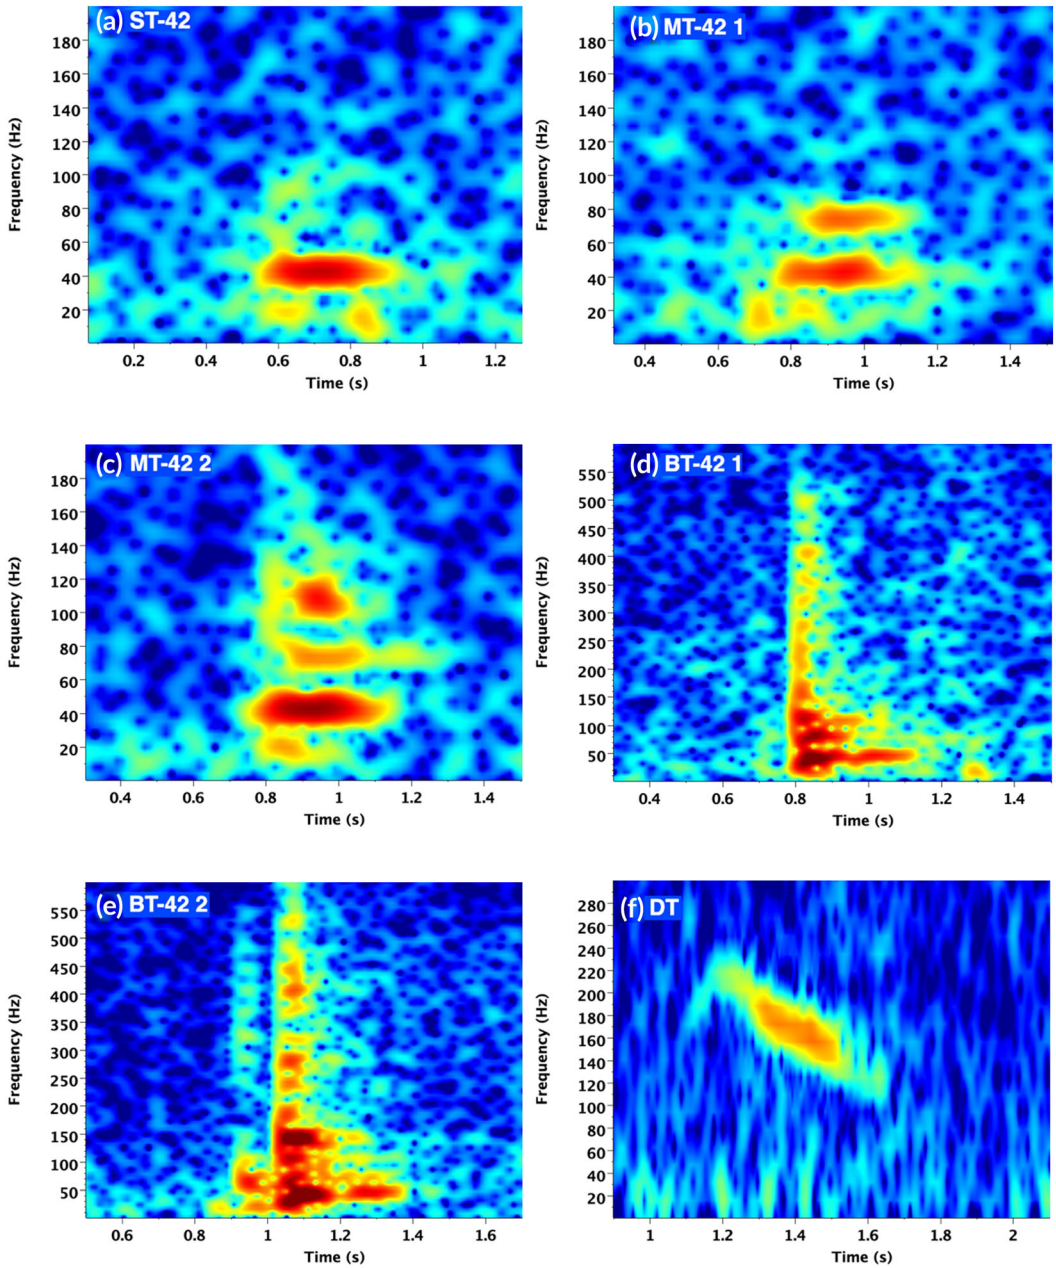 (a) ST-42
Frequency (Hz)
180
160
140
120
100
80
60
40
20
0.2 0.4 0.6 0.8 1 1.2
Time (s)
(b) MT-42 1
Frequency (Hz)
180
160
140
120
100
80
60
40
20
0.4 0.6 0.8 1 1.2 1.4
Time (s)
(c) MT-42 2
Frequency (Hz)
180
160
140
120
100
80
60
40
20
0.4 0.6 0.8 1 1.2 1.4
Time (s)
(d) BT-42 1
Frequency (Hz)
550
500
450
400
350
300
250
200
150
100
50
0.4 0.6 0.8 1 1.2 1.4
Time (s)
(e) BT-42 2
Frequency (Hz)
550
500
450
400
350
300
250
200
150
100
50
0.6 0.8 1 1.2 1.4 1.6
Time (s)
(f) DT
Frequency (Hz)
280
260
240
220
200
180
160
140
120
100
80
60
40
20
1 1.2 1.4 1.6 1.8 2
Time (s)